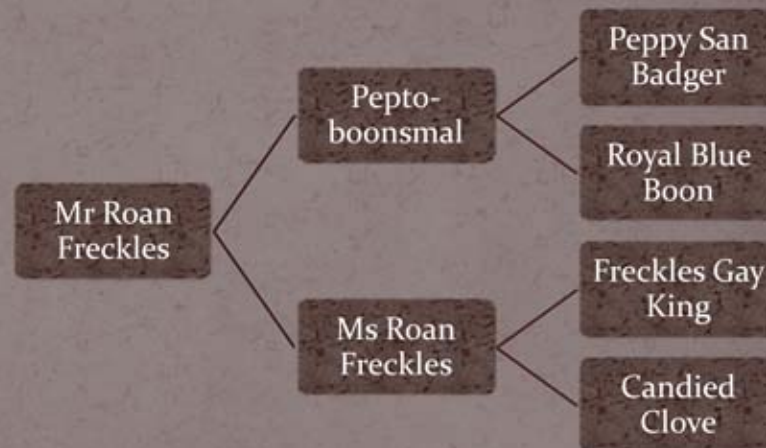 Mr Roan
Freckles
Pepto-
boonsmal
Ms Roan
Freckles
Peppy San
Badger
Royal Blue
Boon
Freckles Gay
King
Candied
Clove